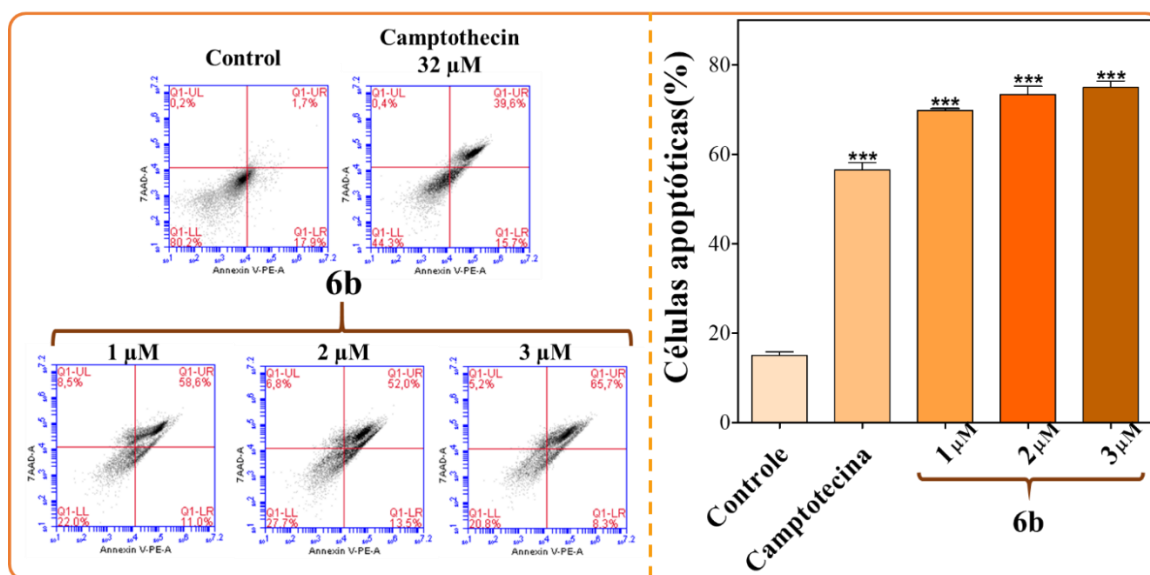 Control
Camptothecin
32 µM
Q1-UL
0,2%
Q1-UR
1,7%
7AAD-A
Q1-LL
80,2%
Q1-LR
17,9%
Annexin V-PE-A
Q1-UL
0,4%
Q1-UR
39,6%
7AAD-A
Q1-LL
44,3%
Q1-LR
15,7%
Annexin V-PE-A
6b
1 µM
Q1-UL
8,5%
Q1-UR
58,6%
7AAD-A
Q1-LL
22,0%
Q1-LR
11,0%
Annexin V-PE-A
2 µM
Q1-UL
6,8%
Q1-UR
52,0%
7AAD-A
Q1-LL
27,7%
Q1-LR
13,5%
Annexin V-PE-A
3 µM
Q1-UL
5,2%
Q1-UR
65,7%
7AAD-A
Q1-LL
20,8%
Q1-LR
8,3%
Annexin V-PE-A
Células apoptóticas(%)
80
60
40
20
0
***
***
***
***
Controle
Camptotecina
1 µM
2 µM
3 µM
6b